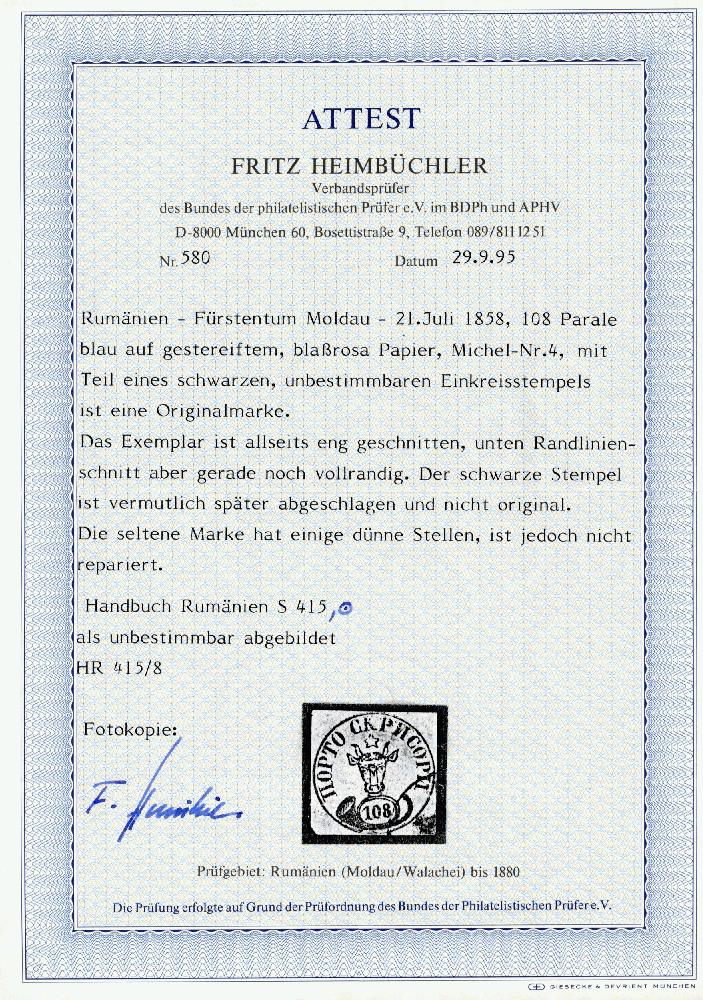 ATTEST
FRITZ HEIMBÜCHLER
Verbandsprüfer
des Bundes der philatelistischen Prüfer e.V. im BDPh und APHV
D-8000 München 60, Bosettistraße 9, Telefon 089/8111251
Nr. 580 Datum 29.9.95
Rumänien - Fürstentum Moldau - 21.Juli 1858, 108 Parale
blau auf gestereiftem, blaßrosa Papier, Michel-Nr.4, mit
Teil eines schwarzen, unbestimmbaren Einkreisstempels
ist eine Originalmarke.
Das Exemplar ist allseits eng geschnitten, unten Randlinien-
schnitt aber gerade noch vollrandig. Der schwarze Stempel
ist vermutlich später abgeschlagen und nicht original.
Die seltene Marke hat einige dünne Stellen, ist jedoch nicht
repariert.
Handbuch Rumänien S 415,
als unbestimmbar abgebildet
HR 415/8
Fotokopie:
ПОРТО СКРИСОРИ
108
F.
Prüfgebiet: Rumänien (Moldau/Walachei) bis 1880
Die Prüfung erfolgte auf Grund der Prüfordnung des Bundes der Philatelistischen Prüfer e.V.
GIESECKE & DEVRIENT MÜNCHEN